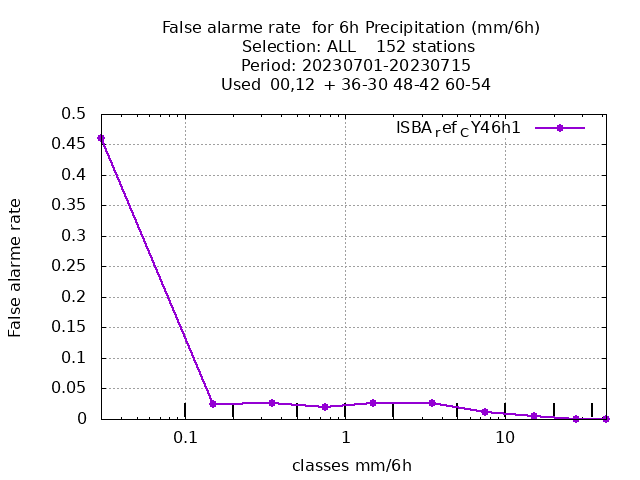 False alarme rate  for 6h Precipitation (mm/6h)
Selection: ALL    152 stations
Period: 20230701-20230715
Used  00,12  + 36-30 48-42 60-54
ISBArefCY46h1
0.5
0.45
0.4
0.35
0.3
0.25
0.2
0.15
0.1
0.05
0
False alarme rate
0.1 1 10
classes mm/6h